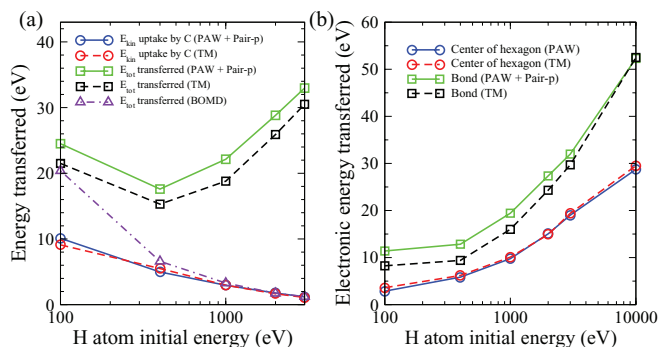 (a)
E_kin uptake by C (PAW + Pair-p)
E_kin uptake by C (TM)
E_tot transferred (PAW + Pair-p)
E_tot transferred (TM)
E_tot transferred (BOMD)
Energy transferred (eV)
40
30
20
10
0
100
1000
H atom initial energy (eV)
(b)
Center of hexagon (PAW)
Center of hexagon (TM)
Bond (PAW + Pair-p)
Bond (TM)
Electronic energy transferred (eV)
60
50
40
30
20
10
0
100
1000
10000
H atom initial energy (eV)